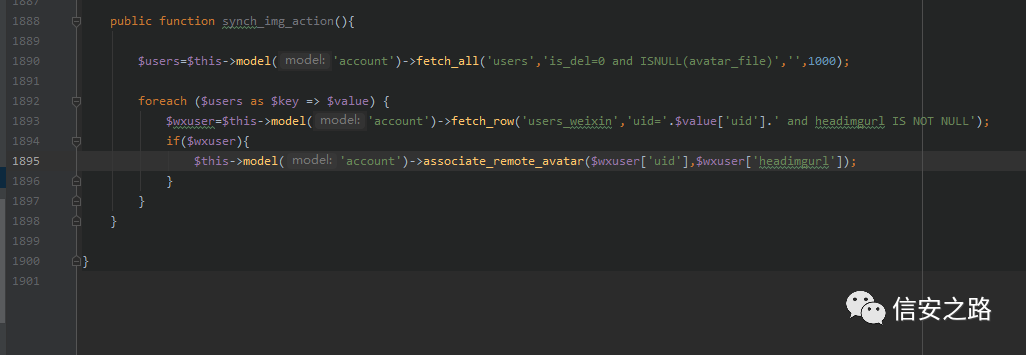 1887
1888 public function synch_img_action(){
1889
1890 $users=$this->model( model: 'account')->fetch_all('users','is_del=0 and ISNULL(avatar_file)','',1000);
1891
1892 foreach ($users as $key => $value) {
1893 $wxuser=$this->model( model: 'account')->fetch_row('users_weixin','uid='.$value['uid'].' and headimgurl IS NOT NULL');
1894 if($wxuser){
1895 $this->model( model: 'account')->associate_remote_avatar($wxuser['uid'],$wxuser['headimgurl']);
1896 }
1897 }
1898 }
1899
1900 }
1901
信安之路